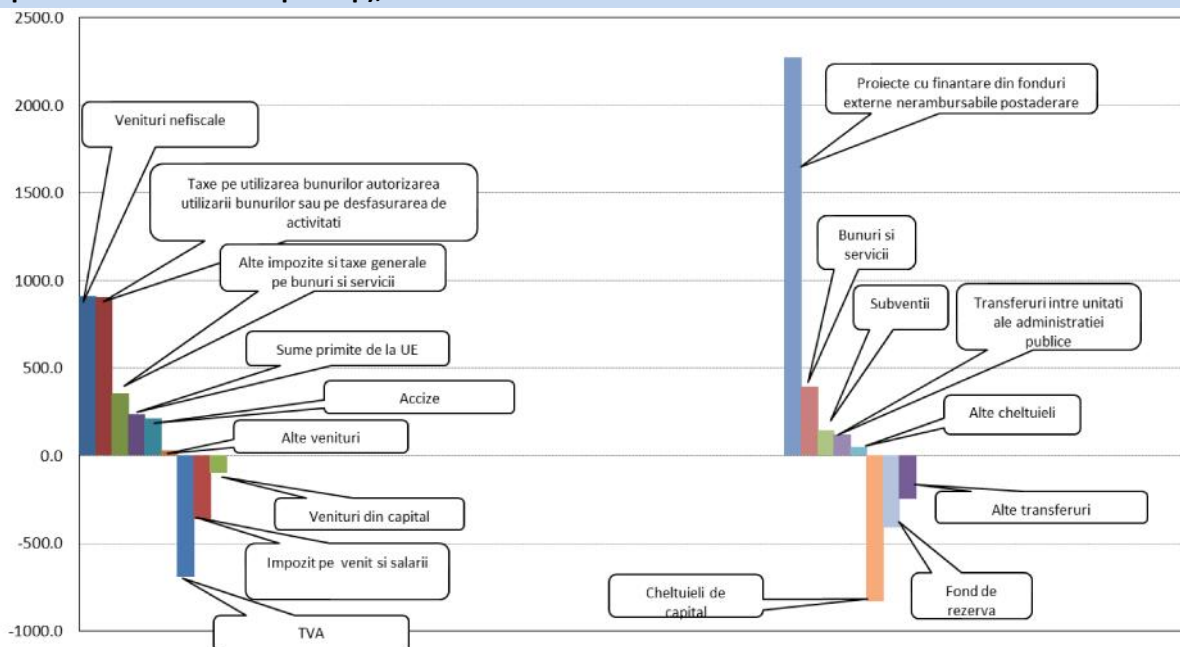 2500.0
2000.0
1500.0
1000.0
500.0
0.0
-500.0
-1000.0
Venituri nefiscale
Taxe pe utilizarea bunurilor autorizarea
utilizarii bunurilor sau pe desfasurarea de
activitati
Alte impozite si taxe generale
pe bunuri si servicii
Sume primite de la UE
Accize
Alte venituri
Venituri din capital
Impozit pe venit si salarii
TVA
Proiecte cu finantare din fonduri
externe nerambursabile postaderare
Bunuri si
servicii
Subventii
Transferuri intre unitati
ale administratiei
publice
Alte cheltuieli
Alte transferuri
Fond de
rezerva
Cheltuieli de
capital